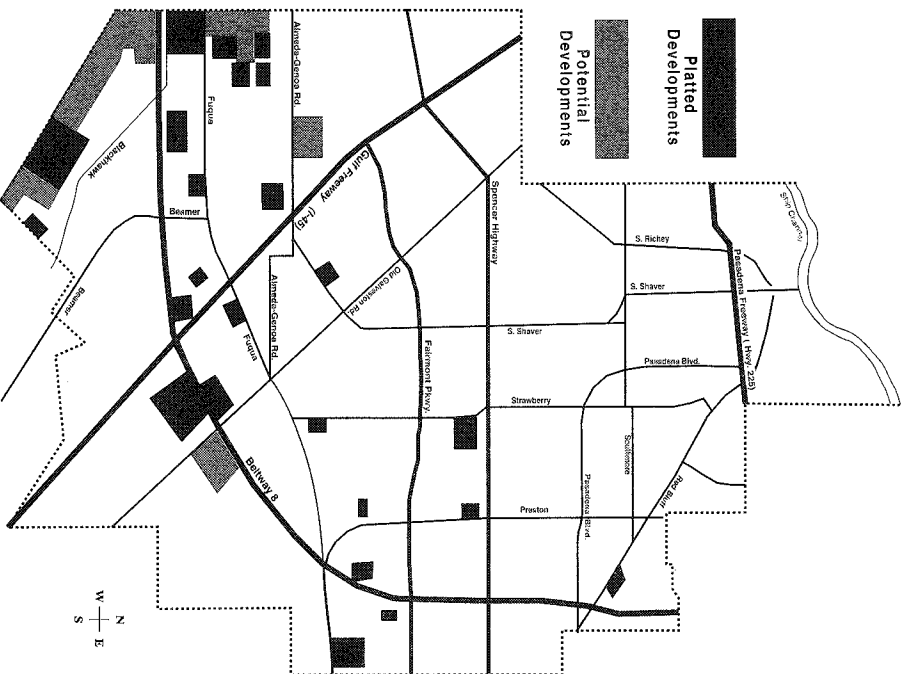 Platted
Developments
Potential
Developments
Ship Channel
Pasadena Freeway ( Hwy. 225)
S. Richey
S. Shaver
Pasadena Blvd.
Spencer Highway
S. Shaver
Strawberry
Southmore
Red Bluff
Preston
Pasadena Blvd.
Fairmont Pkwy.
Old Galveston Rd.
Gulf Freeway (I-45)
Almeda-Genoa Rd.
Almeda-Genoa Rd.
Fuqua
Fuqua
Blackhawk
Beamer
Beamer
Beltway 8
N
W
E
S